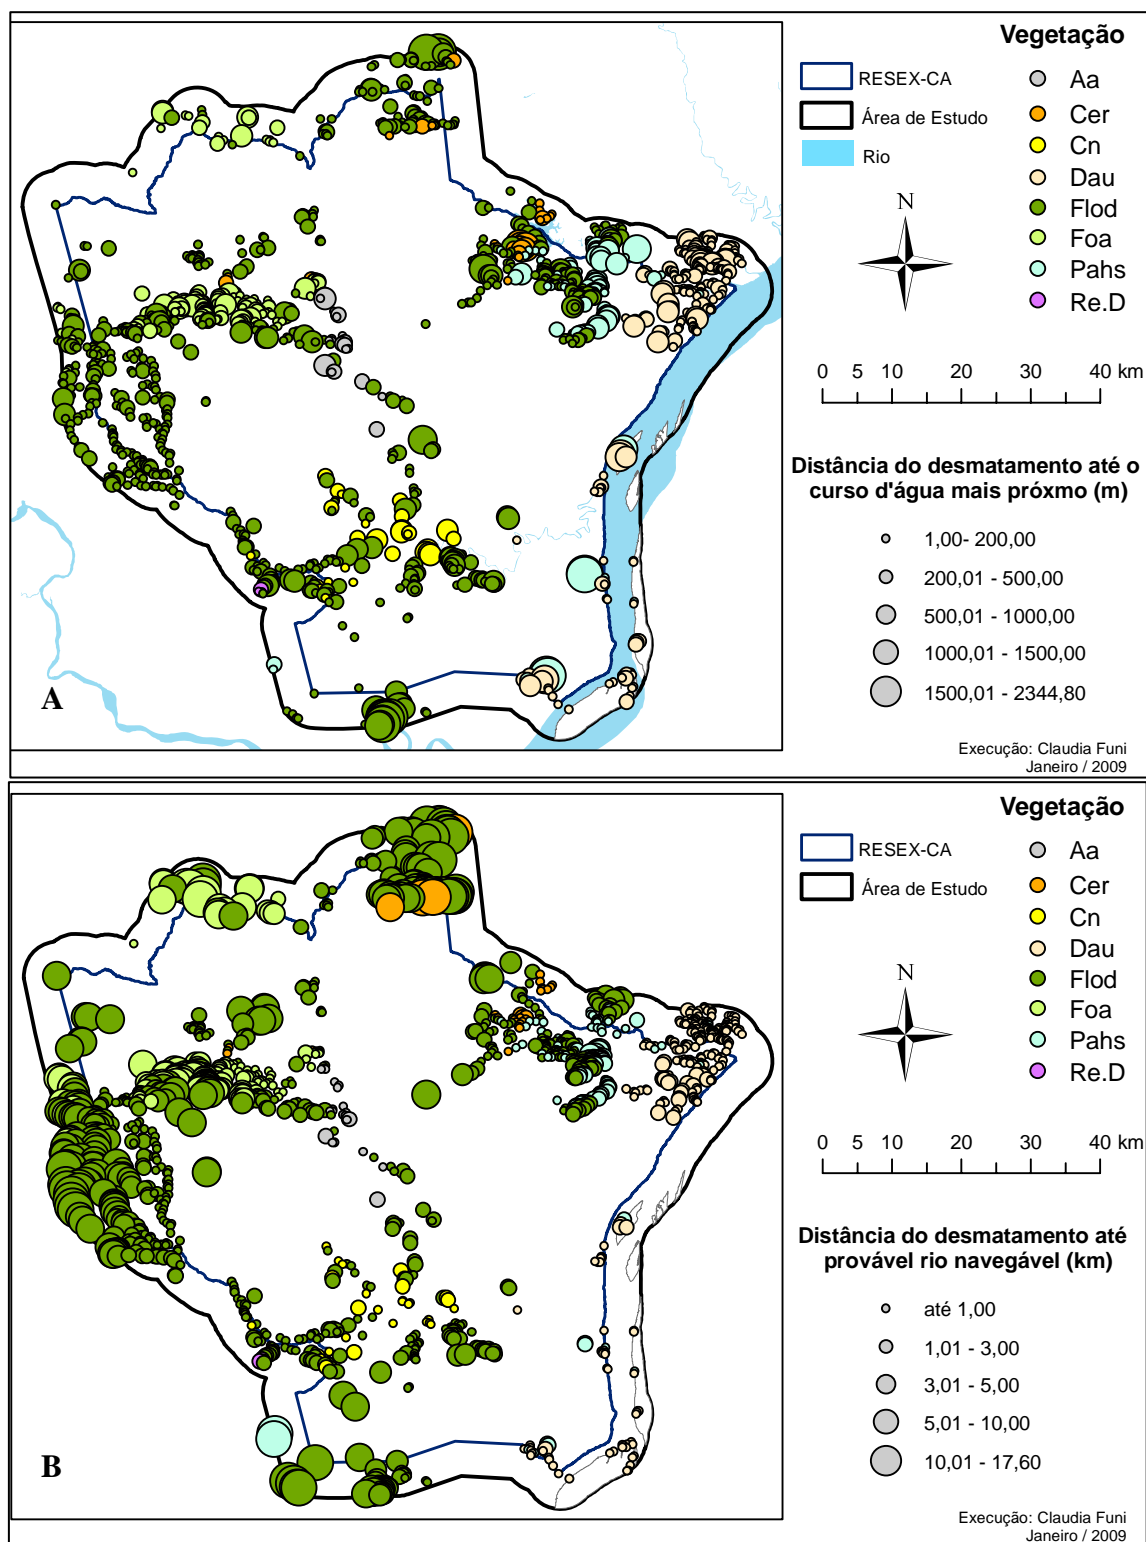 Vegetação
RESEX-CA
Área de Estudo
Rio
Aa
Cer
Cn
Dau
Flod
Foa
Pahs
Re.D
N
0 5 10 20 30 40 km
Distância do desmatamento até o
curso d'água mais próxmo (m)
1,00- 200,00
200,01 - 500,00
500,01 - 1000,00
1000,01 - 1500,00
1500,01 - 2344,80
A
Execução: Claudia Funi
Janeiro / 2009
Vegetação
RESEX-CA
Área de Estudo
Aa
Cer
Cn
Dau
Flod
Foa
Pahs
Re.D
N
0 5 10 20 30 40 km
Distância do desmatamento até
provável rio navegável (km)
até 1,00
1,01 - 3,00
3,01 - 5,00
5,01 - 10,00
10,01 - 17,60
B
Execução: Claudia Funi
Janeiro / 2009